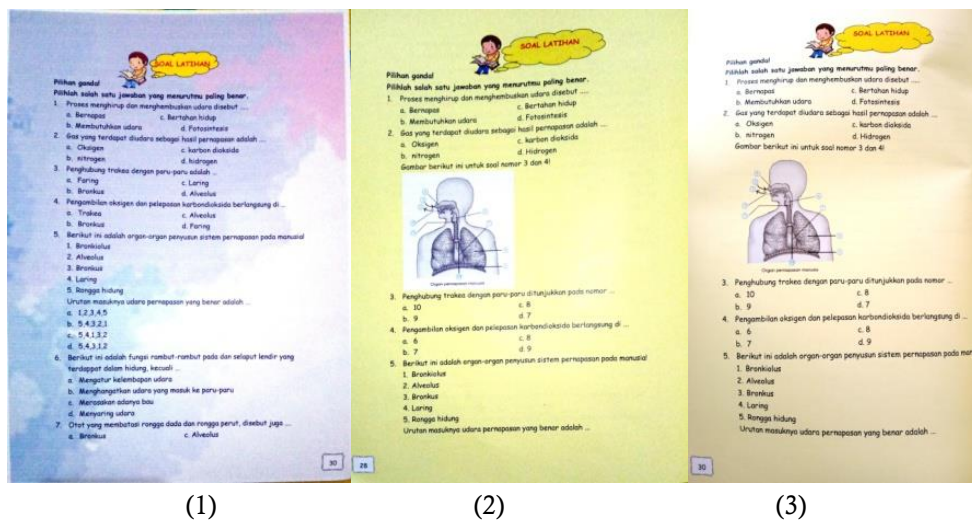 SOAL LATIHAN
Pilihan ganda!
Pilihlah salah satu jawaban yang menurutmu paling benar.
1. Proses menghirup dan menghembuskan udara disebut ....
a. Bernapas c. Bertahan hidup
b. Membutuhkan udara d. Fotosintesis
2. Gas yang terdapat diudara sebagai hasil pernapasan adalah ....
a. Oksigen c. karbon dioksida
b. nitrogen d. hidrogen
3. Penghubung trakea dengan paru-paru adalah ...
a. Faring c. Laring
b. Bronkus d. Alveolus
4. Pengambilan oksigen dan pelepasan karbondioksida berlangsung di ...
a. Trakea c. Alveolus
b. Bronkus d. Faring
5. Berikut ini adalah organ-organ penyusun sistem pernapasan pada manusia!
1. Bronkiolus
2. Alveolus
3. Bronkus
4. Laring
5. Rongga hidung
Urutan masuknya udara pernapasan yang benar adalah ...
a. 1,2,3,4,5
b. 5,4,3,2,1
c. 5,4,1,3,2
d. 5,4,3,1,2
6. Berikut ini adalah fungsi rambut-rambut pada dan selaput lendir yang
terdappat dalam hidung, kecuali ...
a. Mengatur kelembapan udara
b. Menghangatkan udara yang masuk ke paru-paru
c. Merasakan adanya bau
d. Menyaring udara
7. Otot yang membatasi rongga dada dan rongga perut, disebut juga ....
a. Bronkus c. Alveolus
30
(1)
SOAL LATIHAN
Pilihan ganda!
Pilihlah salah satu jawaban yang menurutmu paling benar.
1. Proses menghirup dan menghembuskan udara disebut ....
a. Bernapas c. Bertahan hidup
b. Membutuhkan udara d. Fotosintesis
2. Gas yang terdapat diudara sebagai hasil pernapasan adalah ....
a. Oksigen c. karbon dioksida
b. nitrogen d. Hidrogen
Gambar berikut ini untuk soal nomor 3 dan 4!
Organ pernapasan manusia
3. Penghubung trakea dengan paru-paru ditunjukkan pada nomor ...
a. 10 c. 8
b. 9 d. 7
4. Pengambilan oksigen dan pelepasan karbondioksida berlangsung di ...
a. 6 c. 8
b. 7 d. 9
5. Berikut ini adalah organ-organ penyusun sistem pernapasan pada manusia!
1. Bronkiolus
2. Alveolus
3. Bronkus
4. Laring
5. Rongga hidung
Urutan masuknya udara pernapasan yang benar adalah ...
28
(2)
SOAL LATIHAN
Pilihan ganda!
Pilihlah salah satu jawaban yang menurutmu paling benar.
1. Proses menghirup dan menghembuskan udara disebut ....
a. Bernapas c. Bertahan hidup
b. Membutuhkan udara d. Fotosintesis
2. Gas yang terdapat diudara sebagai hasil pernapasan adalah ....
a. Oksigen c. karbon dioksida
b. nitrogen d. Hidrogen
Gambar berikut ini untuk soal nomor 3 dan 4!
Organ pernapasan manusia
3. Penghubung trakea dengan paru-paru ditunjukkan pada nomor ...
a. 10 c. 8
b. 9 d. 7
4. Pengambilan oksigen dan pelepasan karbondioksida berlangsung di ...
a. 6 c. 8
b. 7 d. 9
5. Berikut ini adalah organ-organ penyusun sistem pernapasan pada
1. Bronkiolus
2. Alveolus
3. Bronkus
4. Laring
5. Rongga hidung
Urutan masuknya udara pernapasan yang benar adalah ...
30
(3)